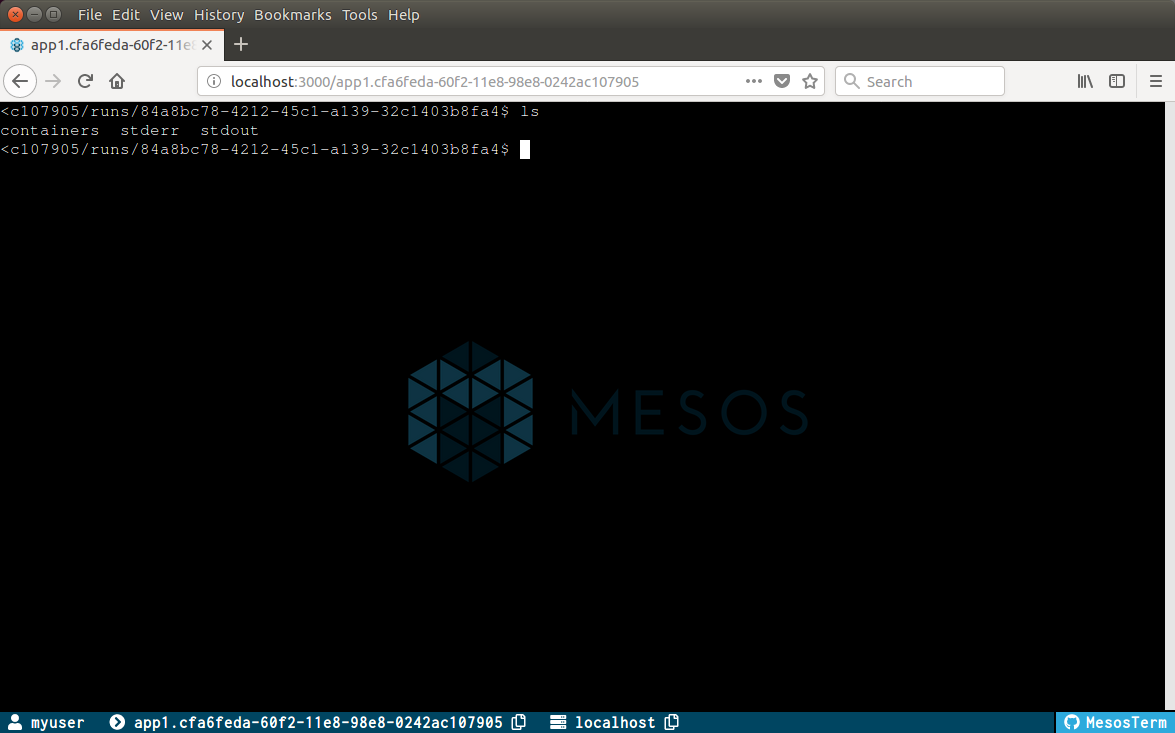 File Edit View History Bookmarks Tools Help
app1.cfa6feda-60f2-11e8
localhost:3000/app1.cfa6feda-60f2-11e8-98e8-0242ac107905
Search
<c107905/runs/84a8bc78-4212-45c1-a139-32c1403b8fa4$ ls
containers stderr stdout
<c107905/runs/84a8bc78-4212-45c1-a139-32c1403b8fa4$
MESOS
myuser app1.cfa6feda-60f2-11e8-98e8-0242ac107905 localhost MesosTerm